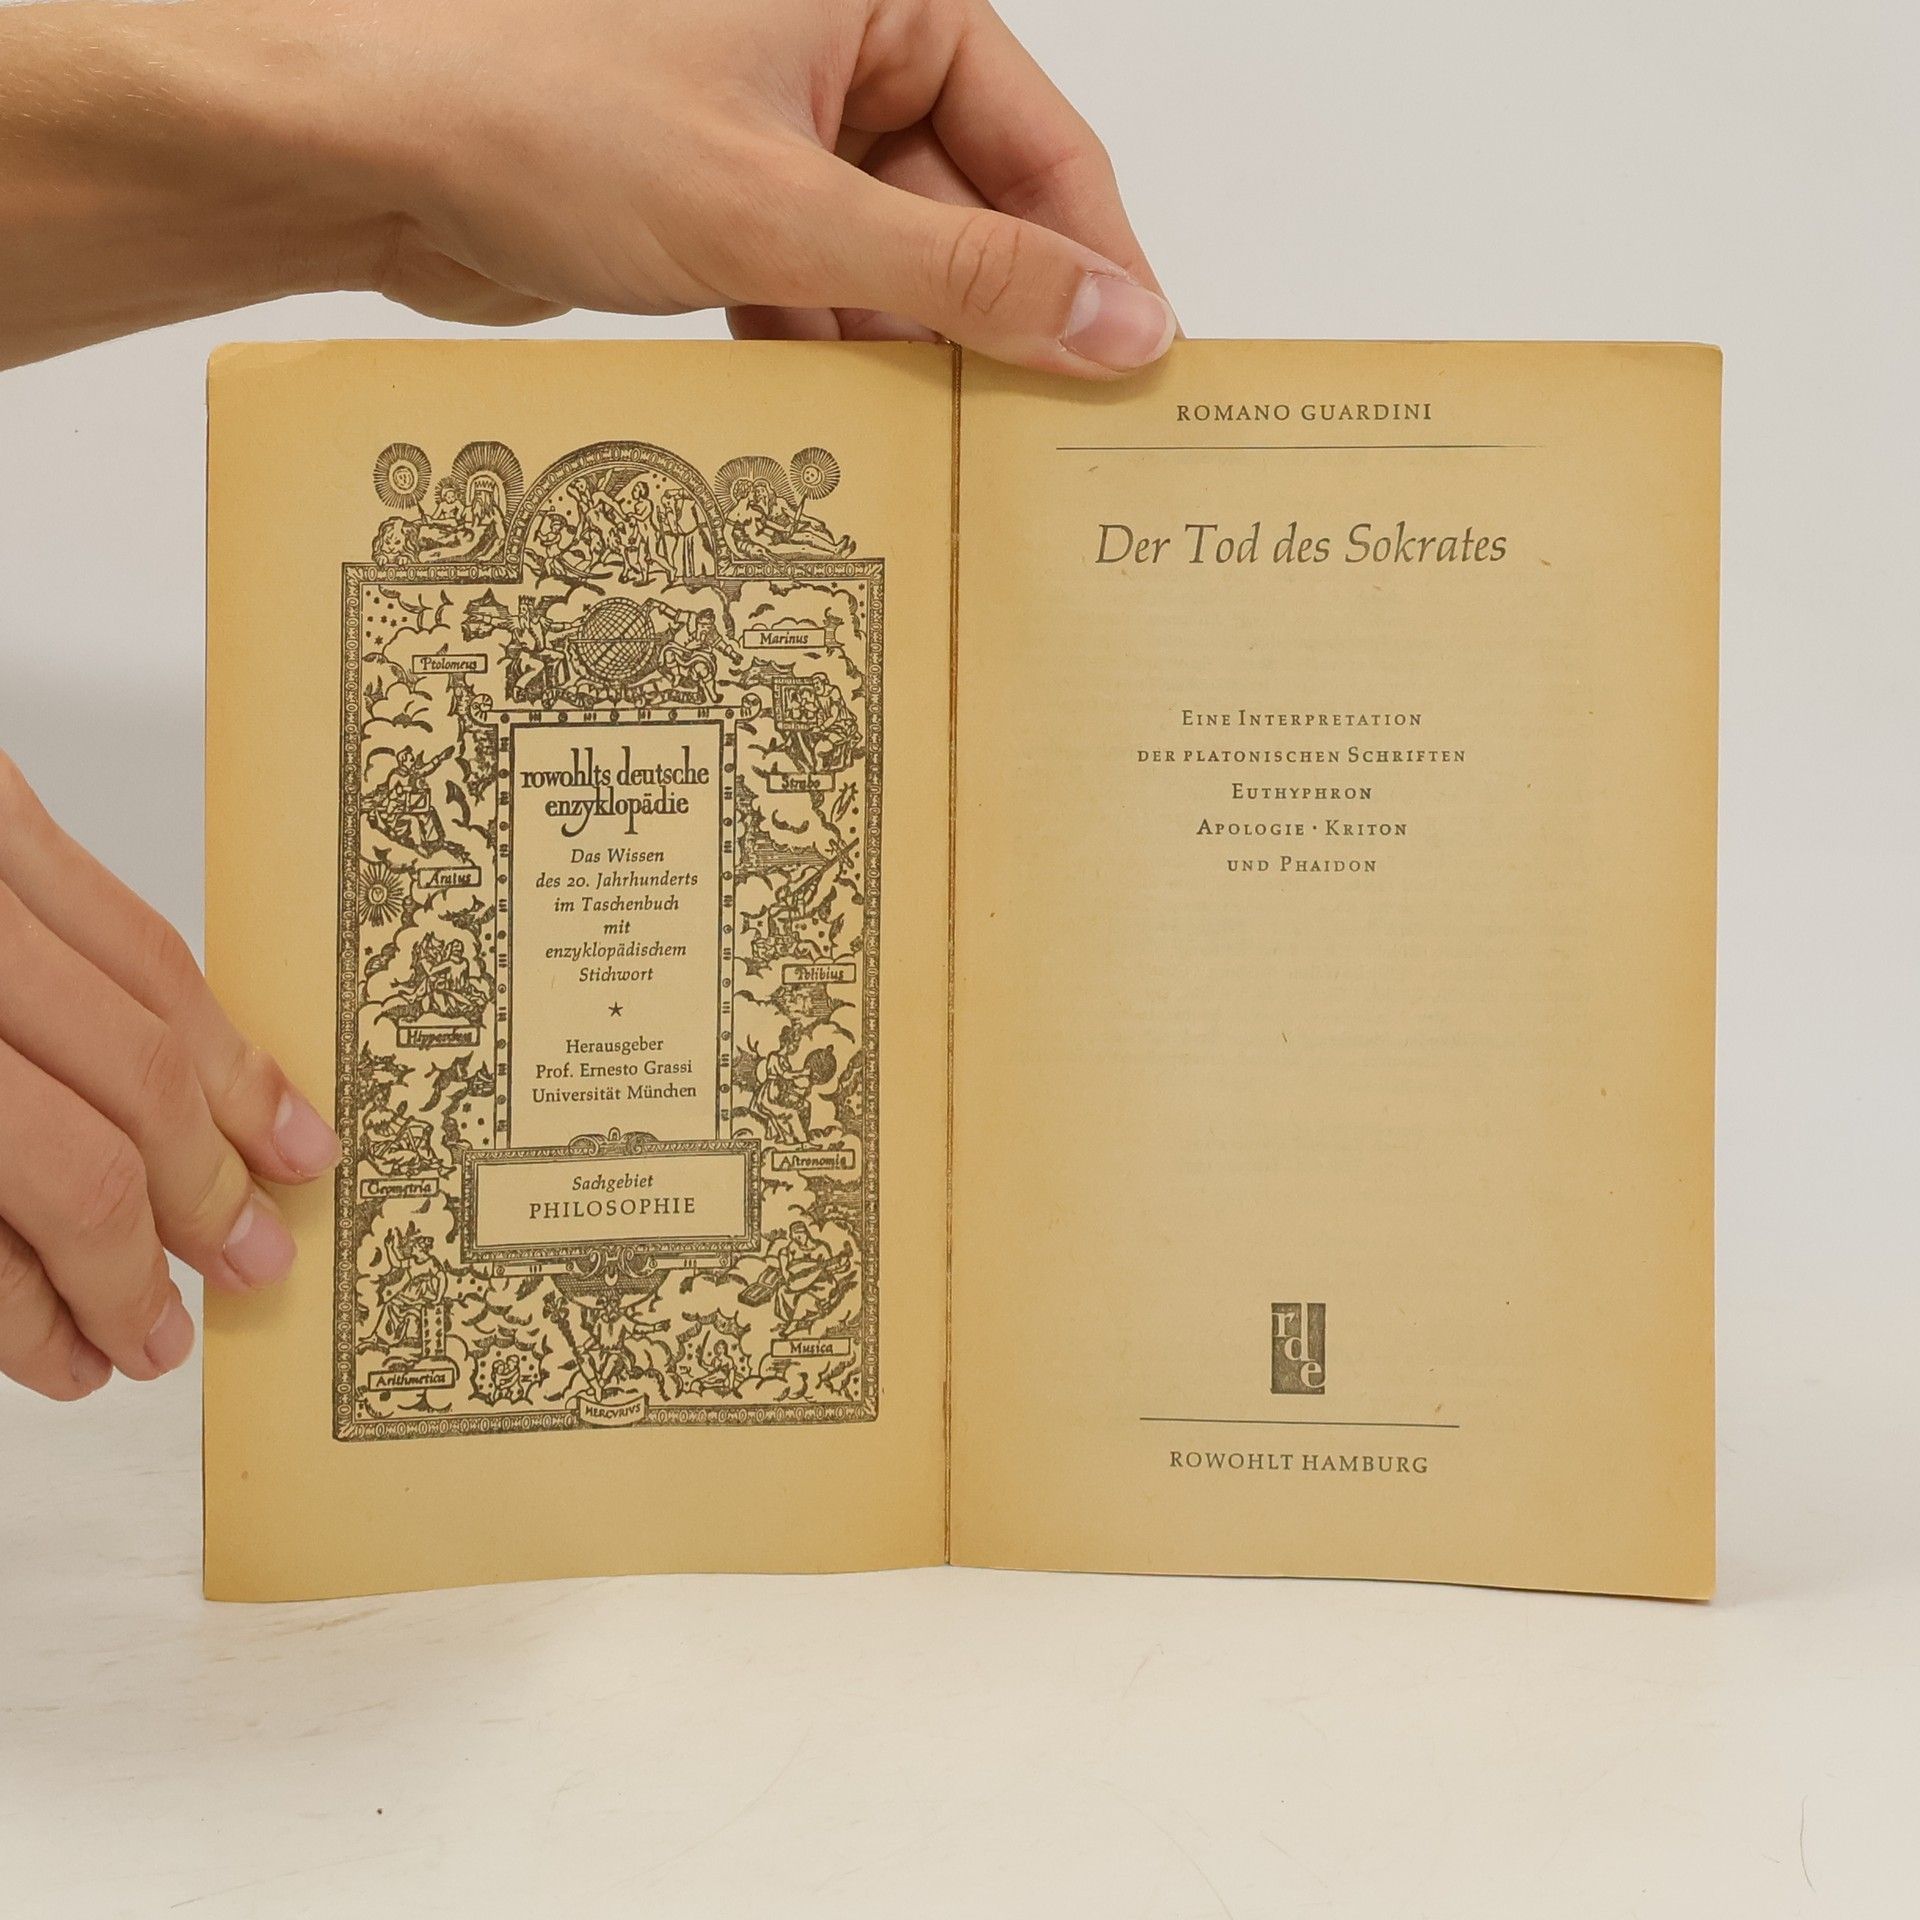 Marinus
Ptolomeus
rowohlts deutsche
enzyklopädie
Das Wissen
des 20. Jahrhunderts
im Taschenbuch
mit
enzyklopädischem
Stichwort
Herausgeber
Prof. Ernesto Grassi
Universität München
Sachgebiet
PHILOSOPHIE
Strabo
Aratus
Polibius
Astronomia
Geometria
Musica
Arithmetica
MERCVRIVS
ROMANO GUARDINI
Der Tod des Sokrates
EINE INTERPRETATION
DER PLATONISCHEN SCHRIFTEN
EUTHYPHRON
APOLOGIE · KRITON
UND PHAIDON
rde
ROWOHLT HAMBURG